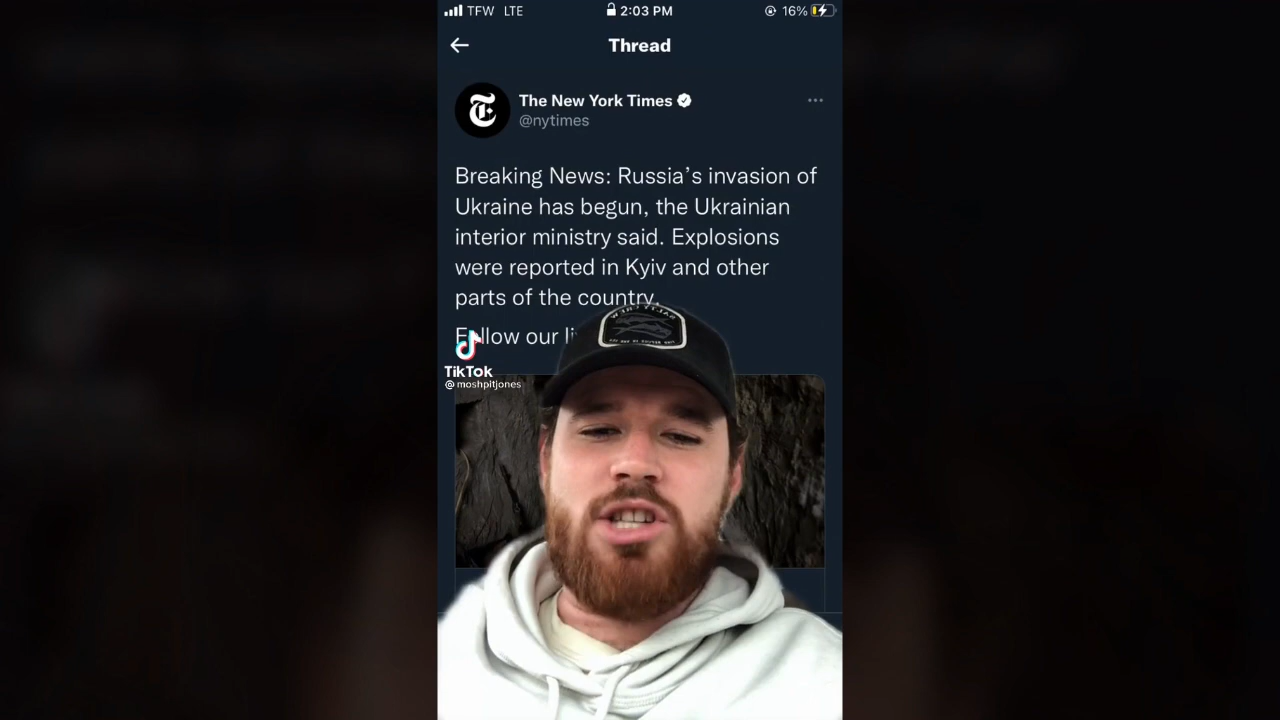 TFW LTE 2:03 PM 16%
Thread
The New York Times
@nytimes
Breaking News: Russia's invasion of
Ukraine has begun, the Ukrainian
interior ministry said. Explosions
were reported in Kyiv and other
parts of the country.
Follow our li
TikTok
@moshpitjones